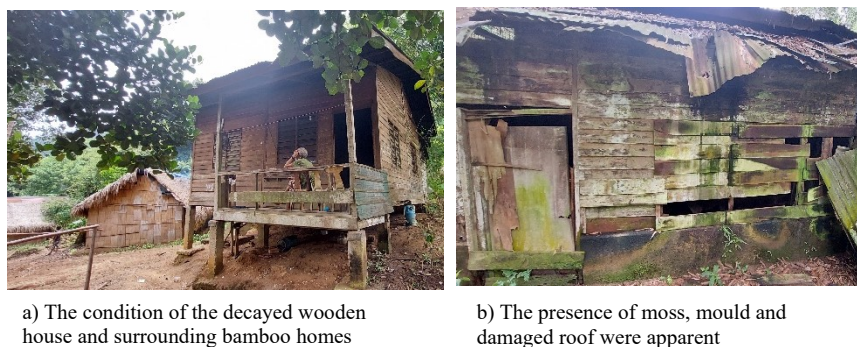 a) The condition of the decayed wooden
house and surrounding bamboo homes
b) The presence of moss, mould and
damaged roof were apparent